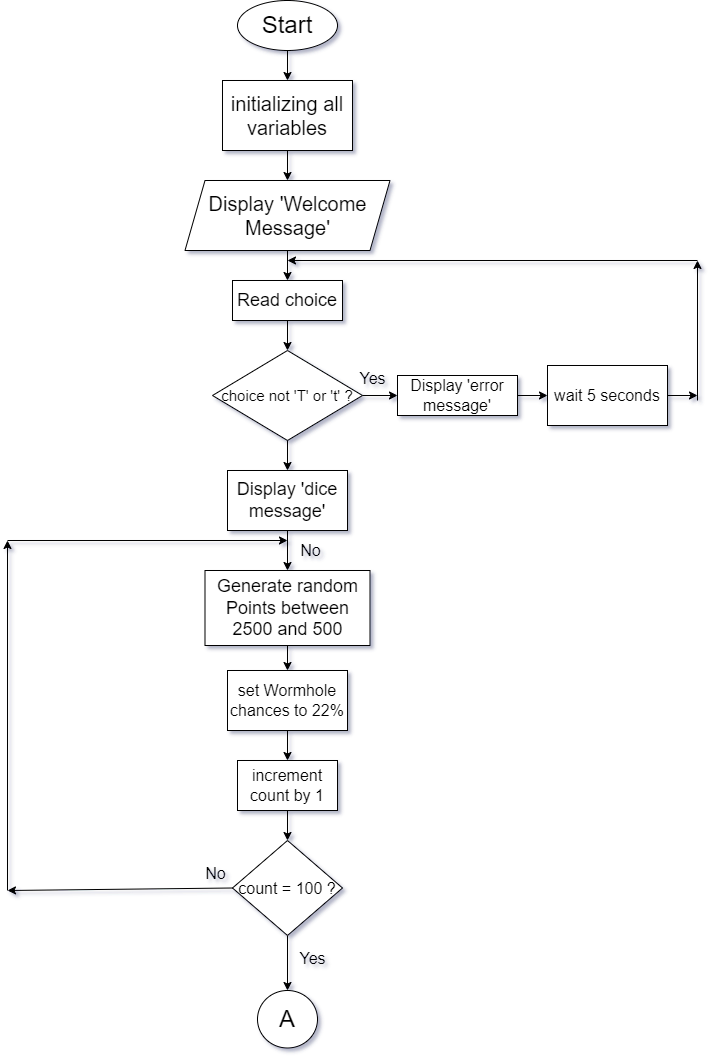 Start
initializing all
variables
Display 'Welcome
Message'
Read choice
choice not 'T' or 't' ?
Yes
Display 'error
message'
wait 5 seconds
Display 'dice
message'
No
Generate random
Points between
2500 and 500
set Wormhole
chances to 22%
increment
count by 1
No
count = 100 ?
Yes
A